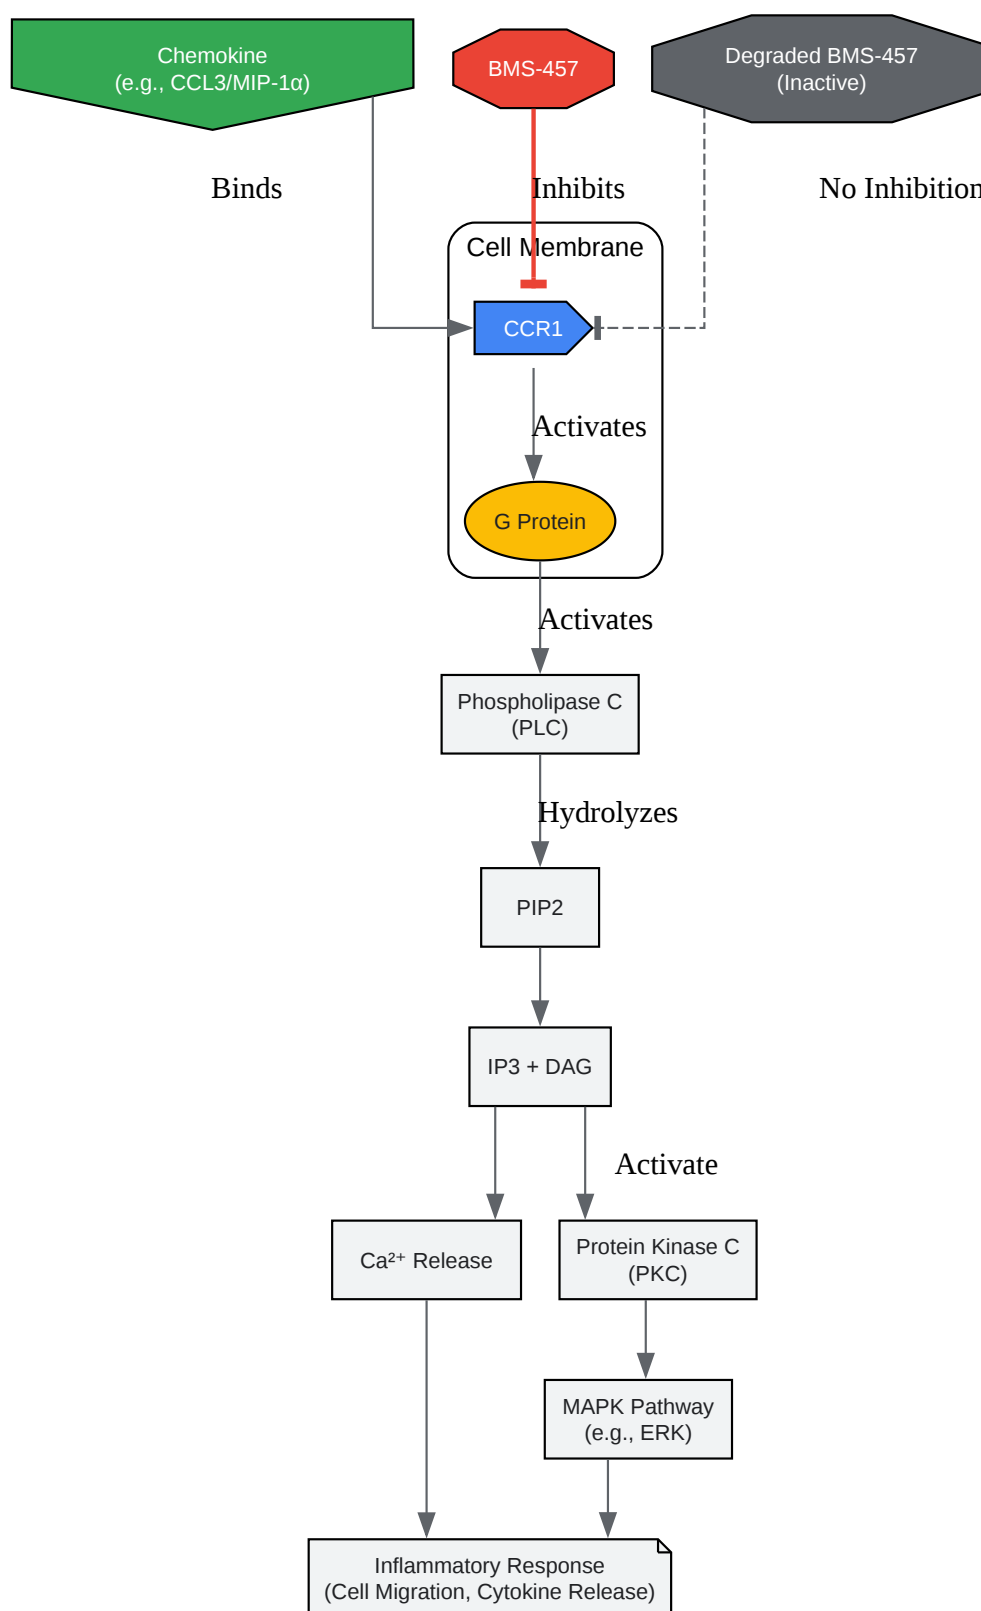 Chemokine
(e.g., CCL3/MIP-1α)
BMS-457
Degraded BMS-457
(Inactive)
Binds
Inhibits
No Inhibition
Cell Membrane
CCR1
Activates
G Protein
Activates
Phospholipase C
(PLC)
Hydrolyzes
PIP2
IP3 + DAG
Activate
Ca²⁺ Release
Protein Kinase C
(PKC)
MAPK Pathway
(e.g., ERK)
Inflammatory Response
(Cell Migration, Cytokine Release)